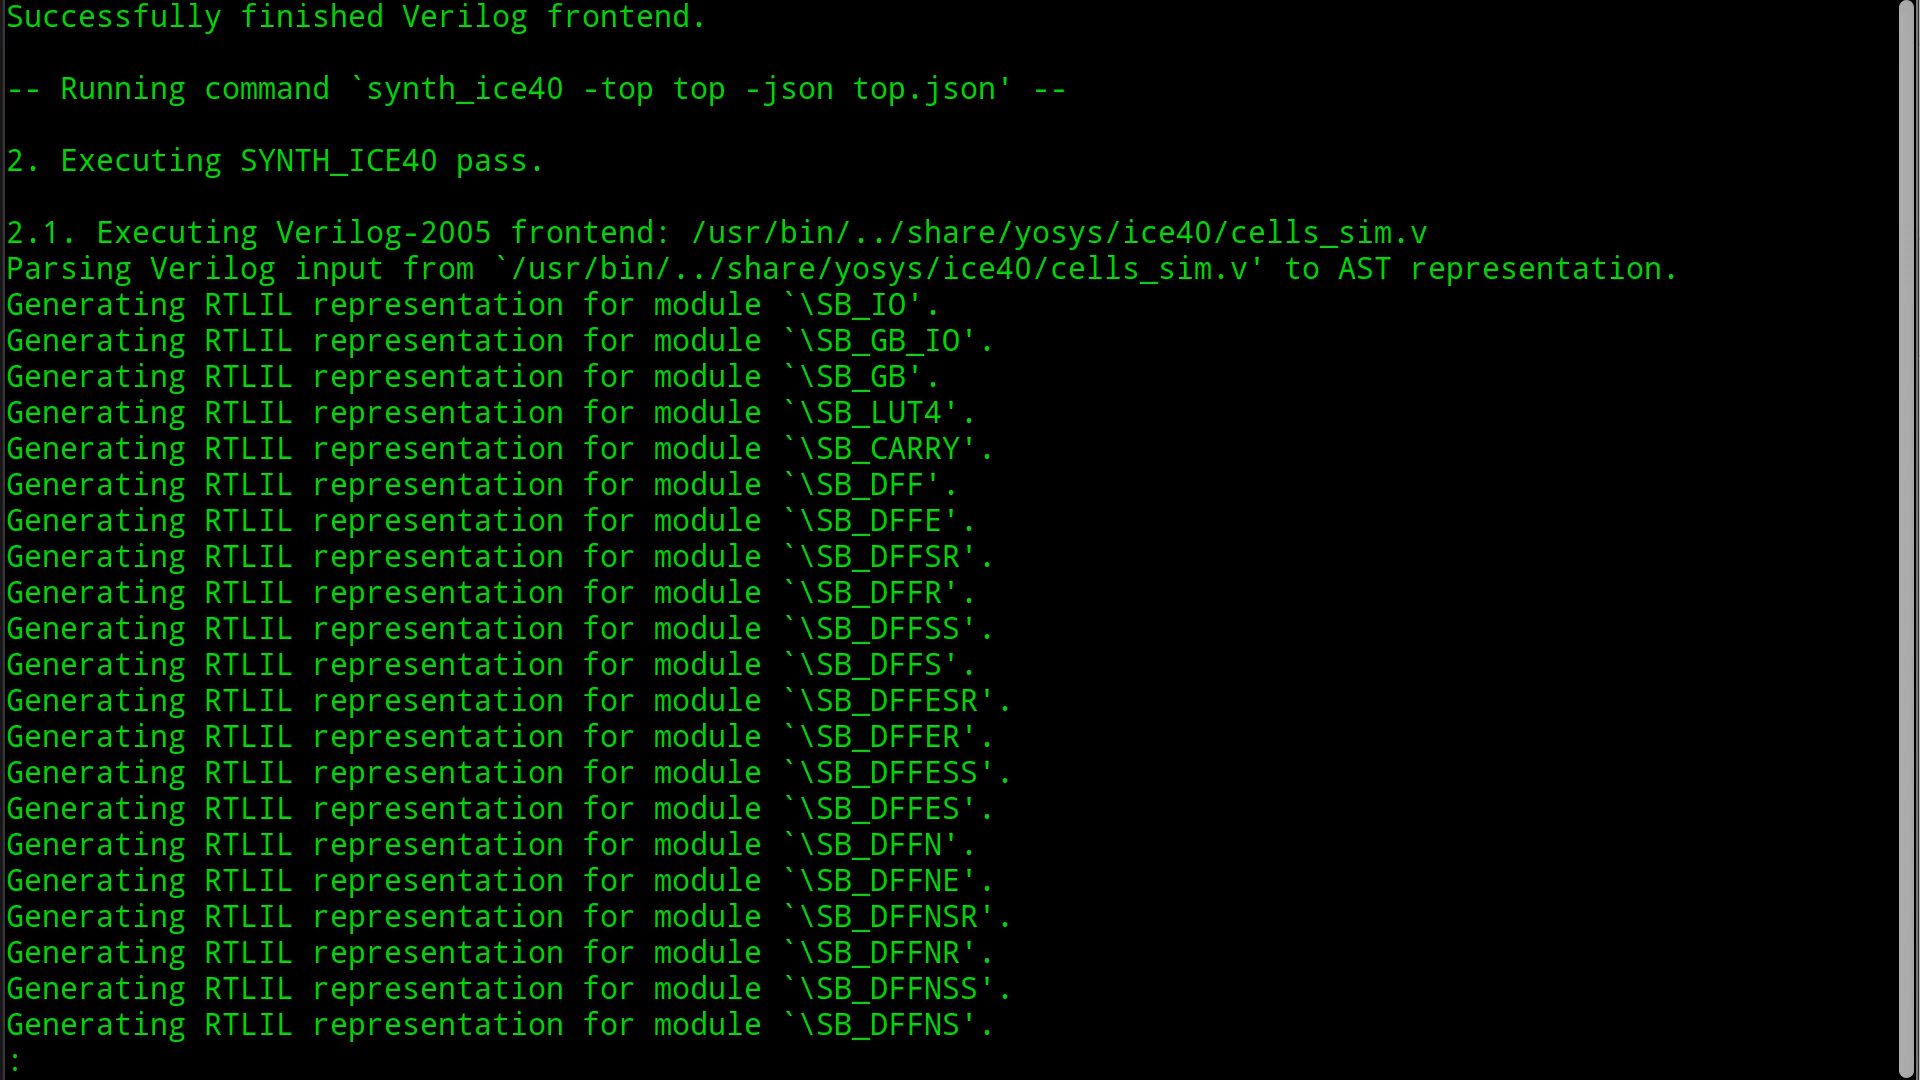 Successfully finished Verilog frontend.
-- Running command `synth_ice40 -top top -json top.json' --
2. Executing SYNTH_ICE40 pass.
2.1. Executing Verilog-2005 frontend: /usr/bin/../share/yosys/ice40/cells_sim.v
Parsing Verilog input from `/usr/bin/../share/yosys/ice40/cells_sim.v' to AST representation.
Generating RTLIL representation for module `\SB_IO'.
Generating RTLIL representation for module `\SB_GB_IO'.
Generating RTLIL representation for module `\SB_GB'.
Generating RTLIL representation for module `\SB_LUT4'.
Generating RTLIL representation for module `\SB_CARRY'.
Generating RTLIL representation for module `\SB_DFF'.
Generating RTLIL representation for module `\SB_DFFE'.
Generating RTLIL representation for module `\SB_DFFSR'.
Generating RTLIL representation for module `\SB_DFFR'.
Generating RTLIL representation for module `\SB_DFFSS'.
Generating RTLIL representation for module `\SB_DFFS'.
Generating RTLIL representation for module `\SB_DFFESR'.
Generating RTLIL representation for module `\SB_DFFER'.
Generating RTLIL representation for module `\SB_DFFESS'.
Generating RTLIL representation for module `\SB_DFFES'.
Generating RTLIL representation for module `\SB_DFFN'.
Generating RTLIL representation for module `\SB_DFFNE'.
Generating RTLIL representation for module `\SB_DFFNSR'.
Generating RTLIL representation for module `\SB_DFFNR'.
Generating RTLIL representation for module `\SB_DFFNSS'.
Generating RTLIL representation for module `\SB_DFFNS'.
: